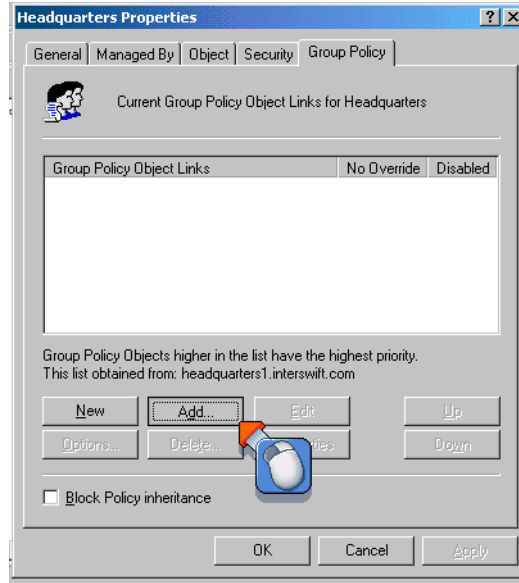 Headquarters Properties
General Managed By Object Security Group Policy
Current Group Policy Object Links for Headquarters
Group Policy Object Links No Override Disabled
Group Policy Objects higher in the list have the highest priority.
This list obtained from: headquarters1.interswift.com
New Add... Edit Up
Options... Delete... Down
Block Policy inheritance
OK Cancel Apply